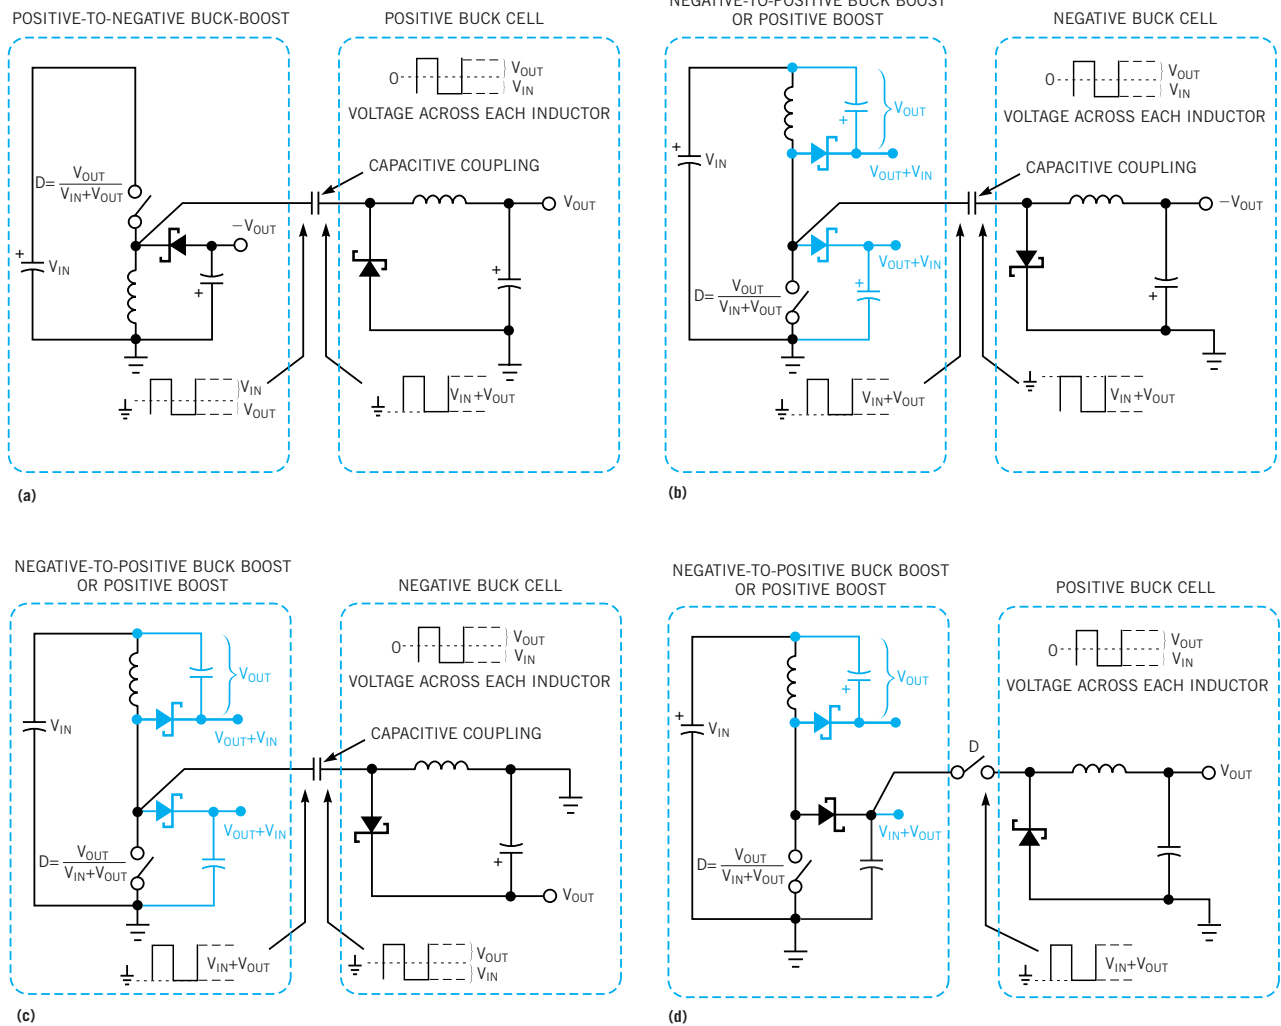 POSITIVE-TO-NEGATIVE BUCK-BOOST
POSITIVE BUCK CELL
0
VOUT
VIN
VOLTAGE ACROSS EACH INDUCTOR
CAPACITIVE COUPLING
D= VOUT
VIN+VOUT
VOUT
−VOUT
+
VIN
+
+
VIN
VOUT
VIN+VOUT
(a)
NEGATIVE-TO-POSITIVE BUCK BOOST
OR POSITIVE BOOST
NEGATIVE BUCK CELL
0
VOUT
VIN
VOLTAGE ACROSS EACH INDUCTOR
+
VOUT
+
VIN
VOUT+VIN
CAPACITIVE COUPLING
−VOUT
VOUT+VIN
+
D= VOUT
VIN+VOUT
+
VIN+VOUT
VIN+VOUT
(b)
NEGATIVE-TO-POSITIVE BUCK BOOST
OR POSITIVE BOOST
NEGATIVE BUCK CELL
0
VOUT
VIN
VOLTAGE ACROSS EACH INDUCTOR
VOUT
VIN
VOUT+VIN
CAPACITIVE COUPLING
VOUT+VIN
D= VOUT
VIN+VOUT
+
VOUT
VIN+VOUT
VOUT
VIN
(c)
NEGATIVE-TO-POSITIVE BUCK BOOST
OR POSITIVE BOOST
POSITIVE BUCK CELL
0
VOUT
VIN
VOLTAGE ACROSS EACH INDUCTOR
+
VOUT
+
VIN
D
VOUT
VIN+VOUT
D= VOUT
VIN+VOUT
VIN+VOUT
(d)